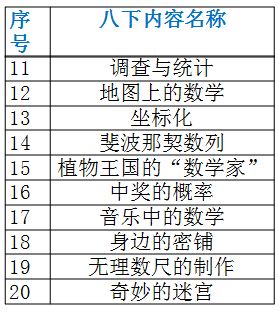 序号 八下内容名称
11 调查与统计
12 地图上的数学
13 坐标化
14 斐波那契数列
15 植物王国的“数学家”
16 中奖的概率
17 音乐中的数学
18 身边的密铺
19 无理数尺的制作
20 奇妙的迷宫